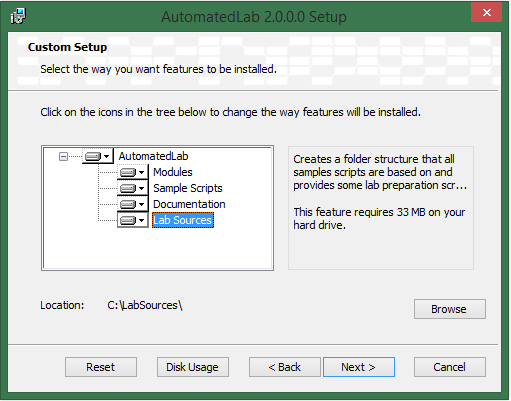 AutomatedLab 2.0.0.0 Setup
Custom Setup
Select the way you want features to be installed.
Click on the icons in the tree below to change the way features will be installed.
AutomatedLab
Modules
Sample Scripts
Documentation
Lab Sources
Creates a folder structure that all
samples scripts are based on and
provides some lab preparation scr...
This feature requires 33 MB on your
hard drive.
Location: C:\LabSources\
Browse
Reset Disk Usage < Back Next > Cancel